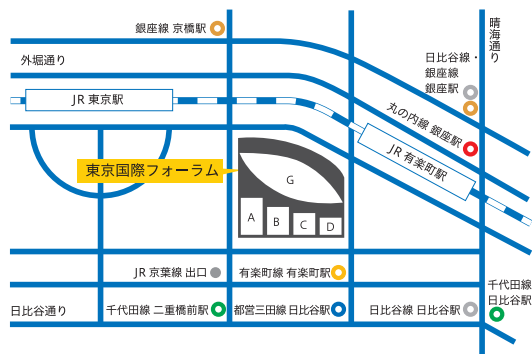 銀座線 京橋駅
晴海通り
外堀通り
日比谷線・
銀座線
銀座駅
JR 東京駅
丸の内線 銀座駅
JR 有楽町駅
東京国際フォーラム
G
A
B
C
D
JR 京葉線 出口
有楽町線 有楽町駅
千代田線
日比谷駅
日比谷通り
千代田線 二重橋前駅
都営三田線 日比谷駅
日比谷線 日比谷駅